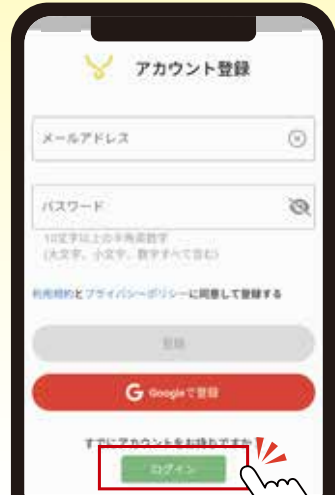 アカウント登録
メールアドレス
パスワード
10文字以上の半角英数字
(大文字、小文字、数字すべて含む)
利用規約とプライバシーポリシーに同意して登録する
登録
Googleで登録
すでにアカウントをお持ちですか?
ログイン